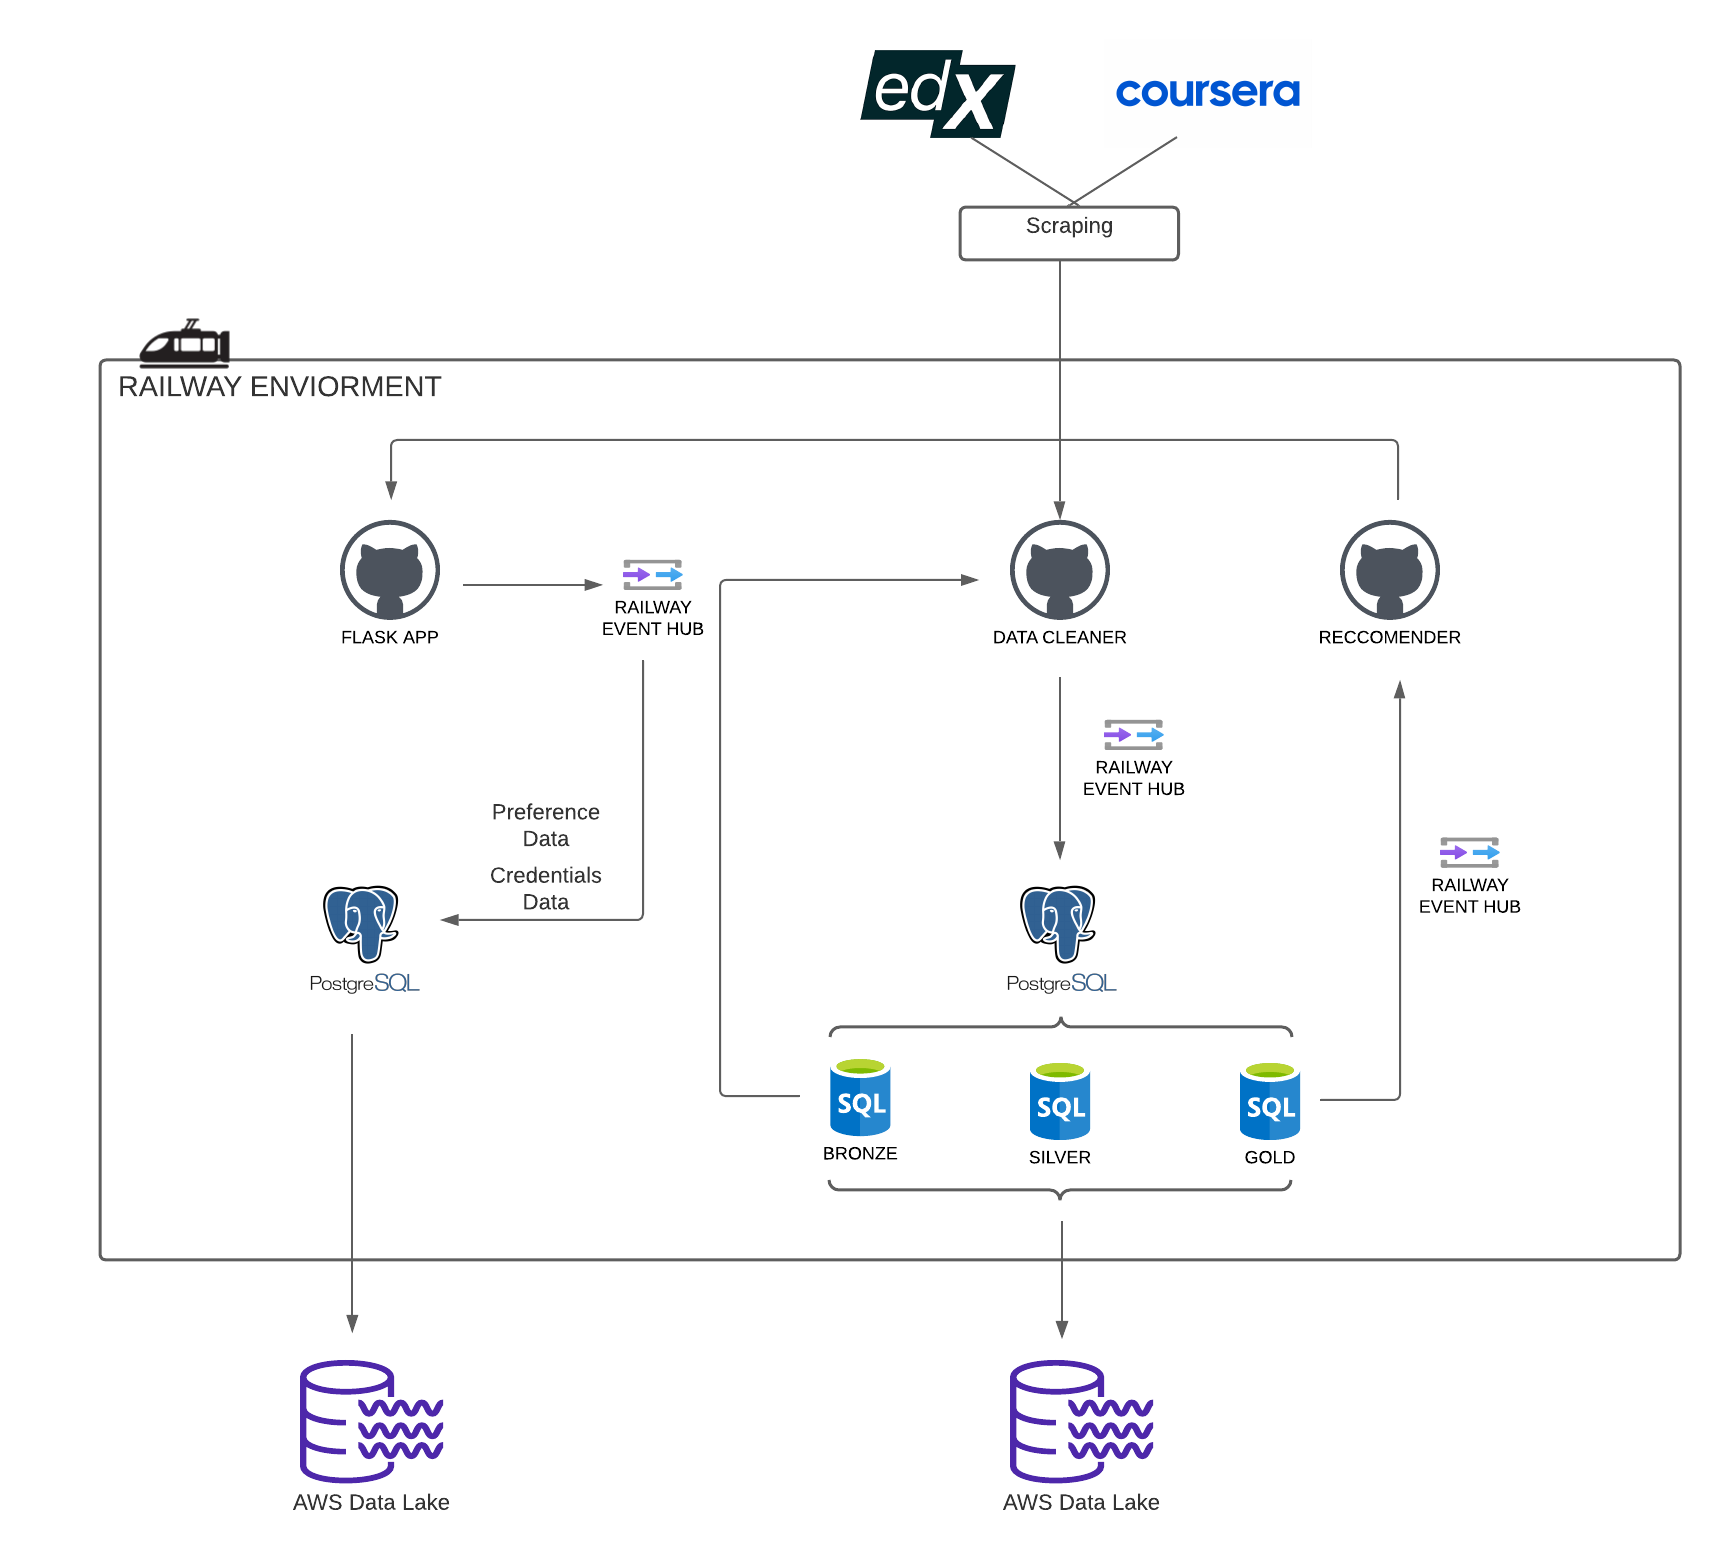 edX
coursera
Scraping
RAILWAY ENVIORMENT
FLASK APP
RAILWAY
EVENT HUB
DATA CLEANER
RECCOMENDER
RAILWAY
EVENT HUB
Preference
Data
Credentials
Data
RAILWAY
EVENT HUB
PostgreSQL
PostgreSQL
SQL
BRONZE
SQL
SILVER
SQL
GOLD
AWS Data Lake
AWS Data Lake